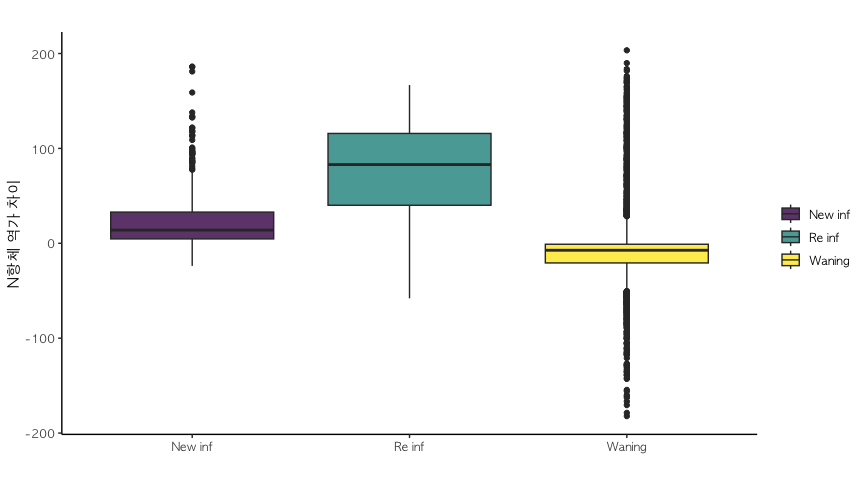 N항체 역가 차이
200
100
0
-100
-200
New inf
Re inf
Waning
New inf
Re inf
Waning